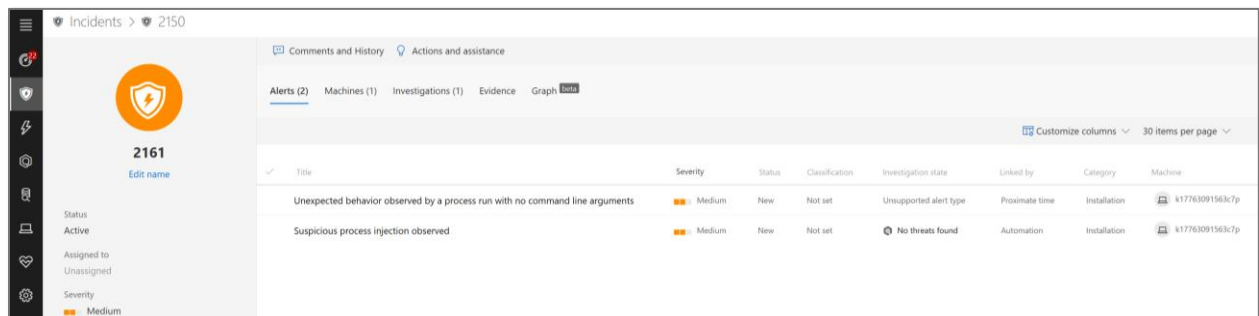 Incidents > 2150
22
Comments and History Actions and assistance
Alerts (2) Machines (1) Investigations (1) Evidence Graph beta
Customize columns 30 items per page
2161
Edit name
Title Severity Status Classification Investigation state Linked by Category Machine
Unexpected behavior observed by a process run with no command line arguments Medium New Not set Unsupported alert type Proximate time Installation k17763091563c7p
Suspicious process injection observed Medium New Not set No threats found Automation Installation k17763091563c7p
Status
Active
Assigned to
Unassigned
Severity
Medium